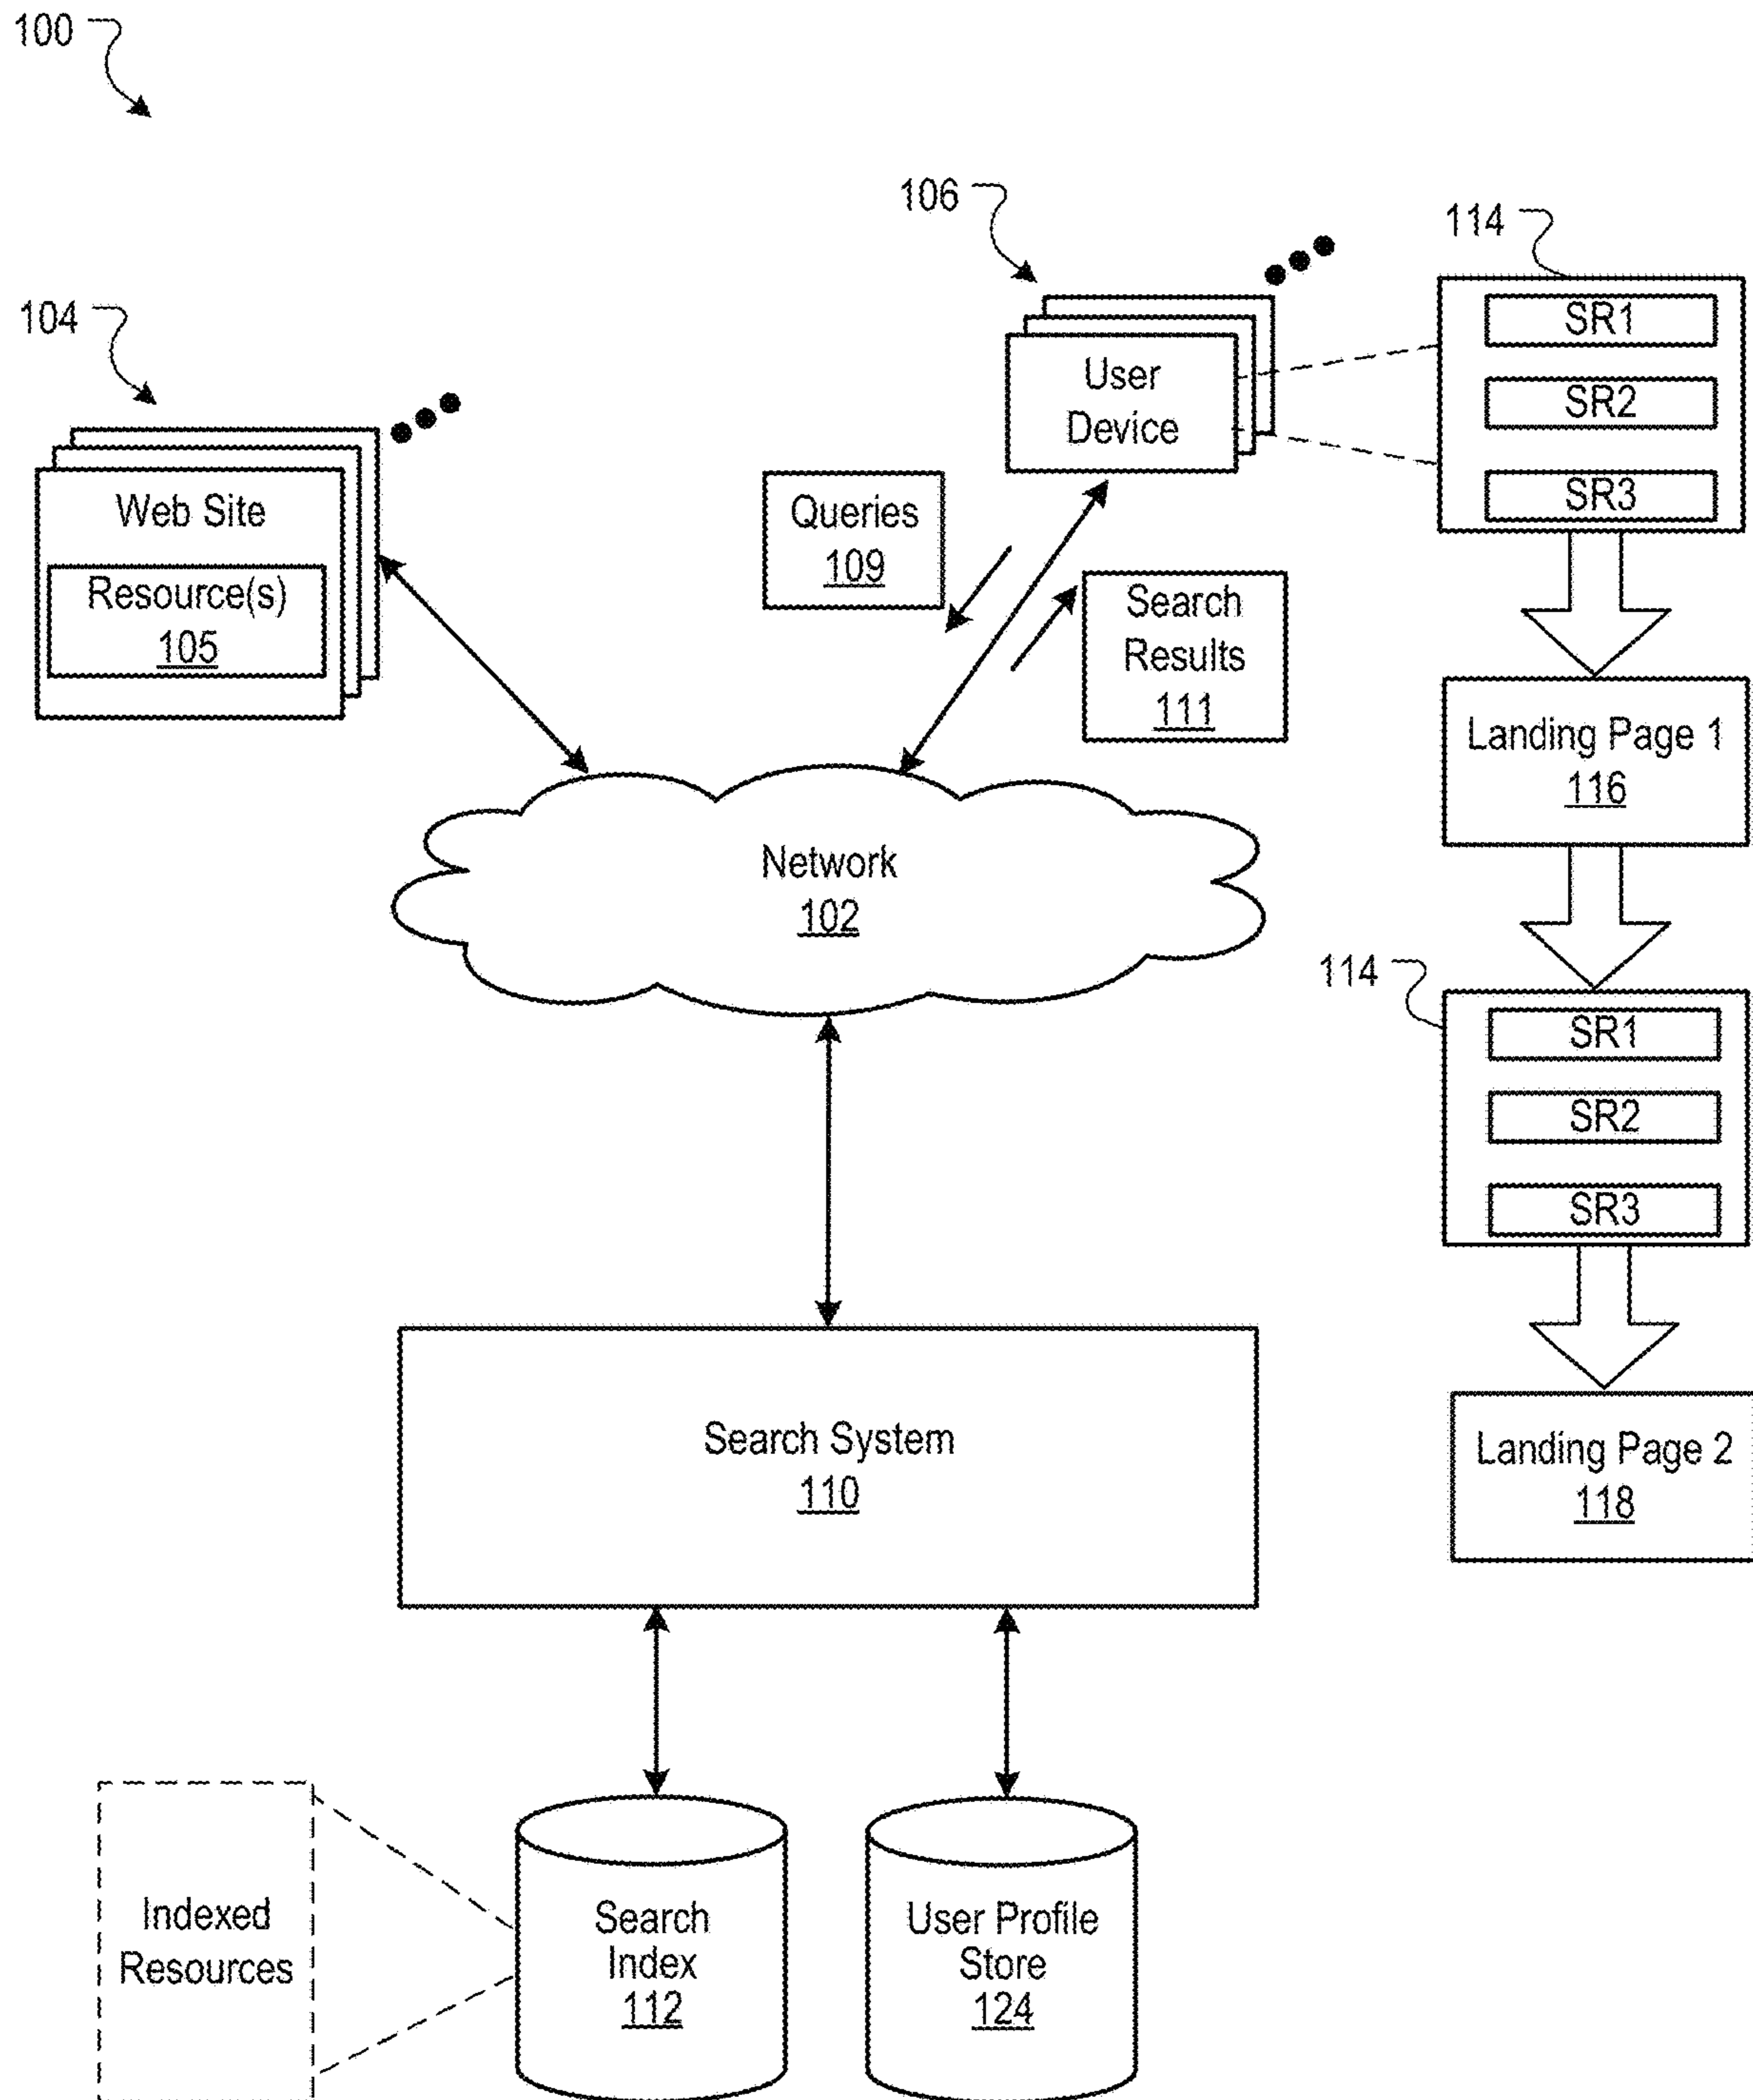 100
106
114
SR1
SR2
SR3
104
User
Device
Web Site
Resource(s)
105
Queries
109
Search
Results
111
Landing Page 1
116
Network
102
114
SR1
SR2
SR3
Search System
110
Landing Page 2
118
Indexed
Resources
Search
Index
112
User Profile
Store
124